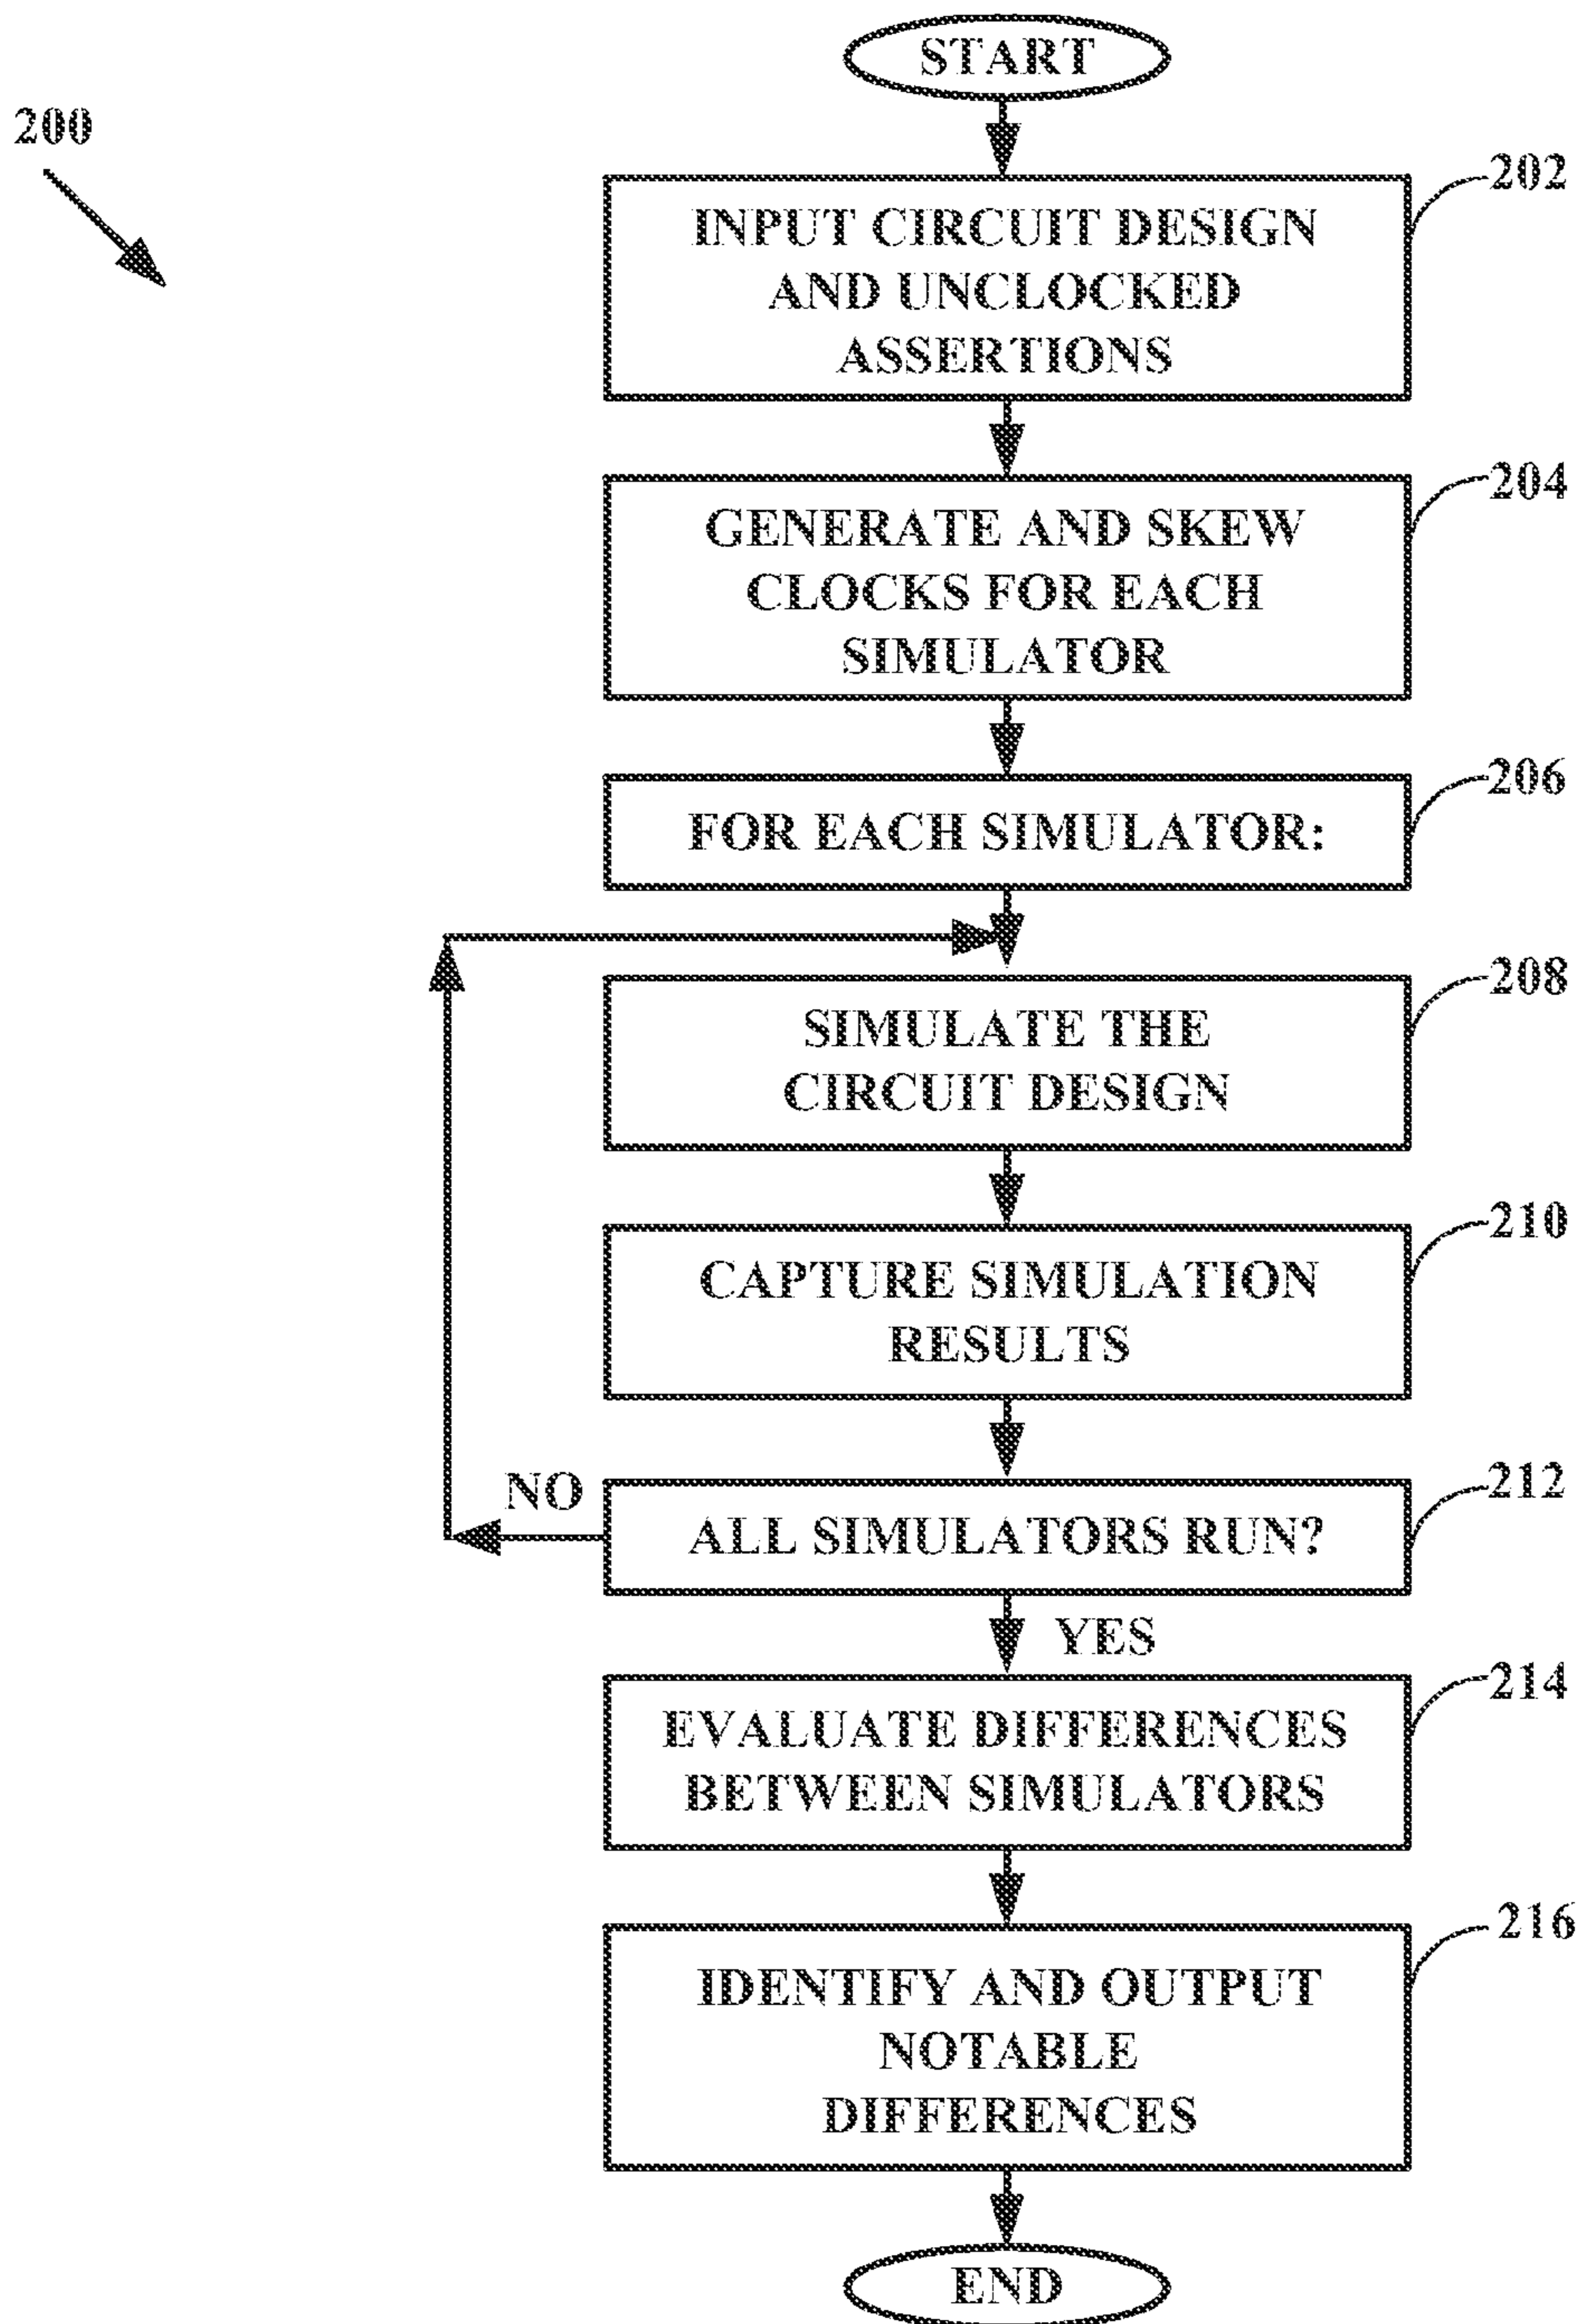 START
200
202
INPUT CIRCUIT DESIGN
AND UNCLOCKED
ASSERTIONS
204
GENERATE AND SKEW
CLOCKS FOR EACH
SIMULATOR
206
FOR EACH SIMULATOR:
208
SIMULATE THE
CIRCUIT DESIGN
210
CAPTURE SIMULATION
RESULTS
212
NO
ALL SIMULATORS RUN?
YES
214
EVALUATE DIFFERENCES
BETWEEN SIMULATORS
216
IDENTIFY AND OUTPUT
NOTABLE
DIFFERENCES
END